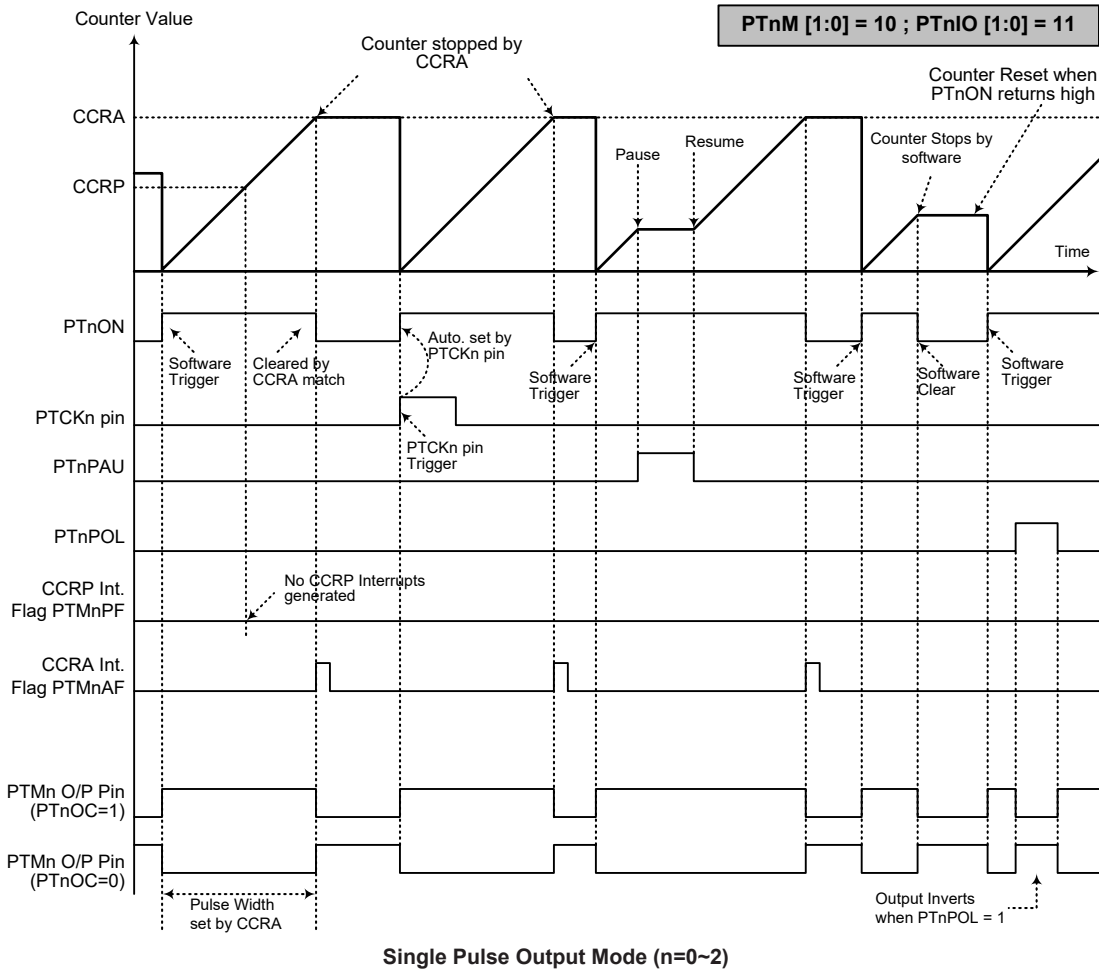 Counter Value
PTnM [1:0] = 10 ; PTnIO [1:0] = 11
Counter stopped by
CCRA
Counter Reset when
PTnON returns high
CCRA
Pause
Resume
Counter Stops by
software
CCRP
Time
PTnON
Software
Trigger
Cleared by
CCRA match
Auto. set by
PTCKn pin
Software
Trigger
Software
Trigger
Software
Clear
Software
Trigger
PTCKn pin
PTCKn pin
Trigger
PTnPAU
PTnPOL
CCRP Int.
Flag PTMnPF
No CCRP Interrupts
generated
CCRA Int.
Flag PTMnAF
PTMn O/P Pin
(PTnOC=1)
PTMn O/P Pin
(PTnOC=0)
Pulse Width
set by CCRA
Output Inverts
when PTnPOL = 1
Single Pulse Output Mode (n=0~2)